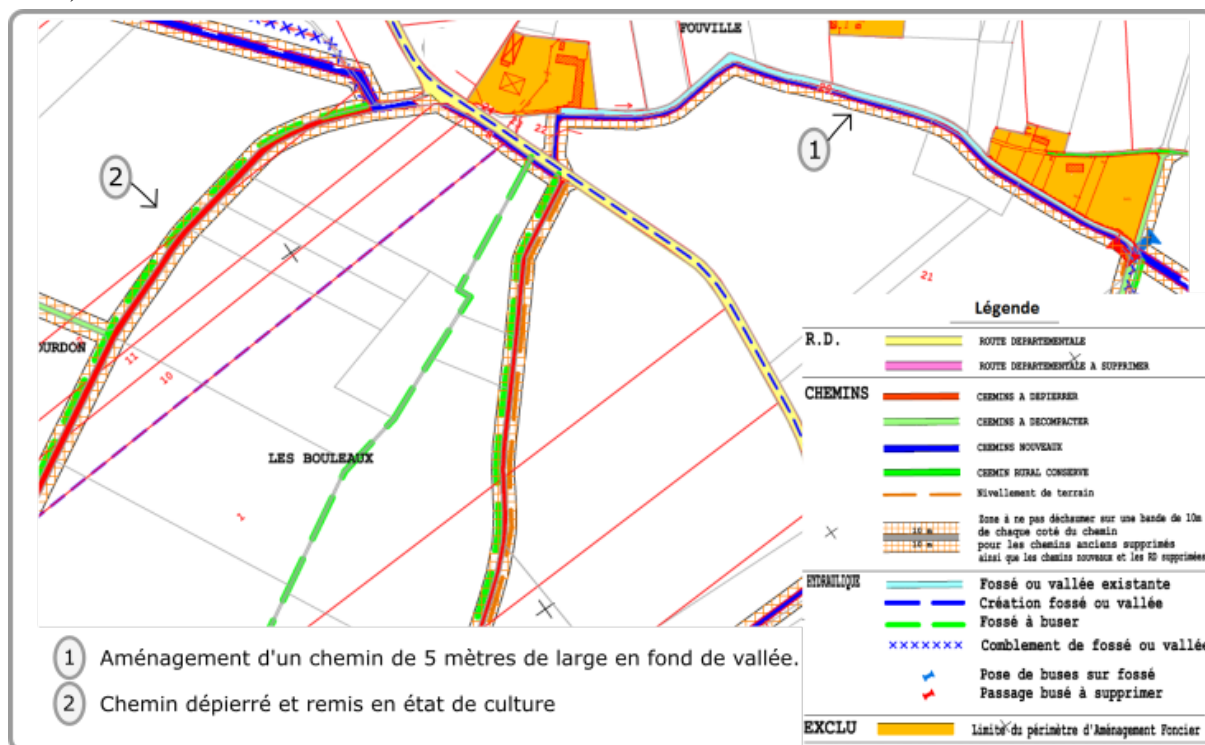 FOUVILLE
20
24
21
22
1
2
21
OURDON
11
10
LES BOULEAUX
1
Légende
R.D.
ROUTE DEPARTEMENTALE
ROUTE DEPARTEMENTALE A SUPPRIMER
CHEMINS
CHEMINS A DEPIERRER
CHEMINS A DECOMPACTER
CHEMINS NOUVEAUX
CHEMIN RURAL CONSERVE
Nivellement de terrain
10 m
10 m
Zone à ne pas déchaumer sur une bande de 10m
de chaque coté du chemin
pour les chemins anciens supprimés
ainsi que les chemins nouveaux et les RD supprimées
HYDRAULIQUE
Fossé ou vallée existante
Création fossé ou vallée
Fossé à buser
Comblement de fossé ou vallée
Pose de buses sur fossé
Passage busé à supprimer
EXCLU
Limite du périmètre d'Aménagement Foncier
1 Aménagement d'un chemin de 5 mètres de large en fond de vallée.
2 Chemin dépierré et remis en état de culture